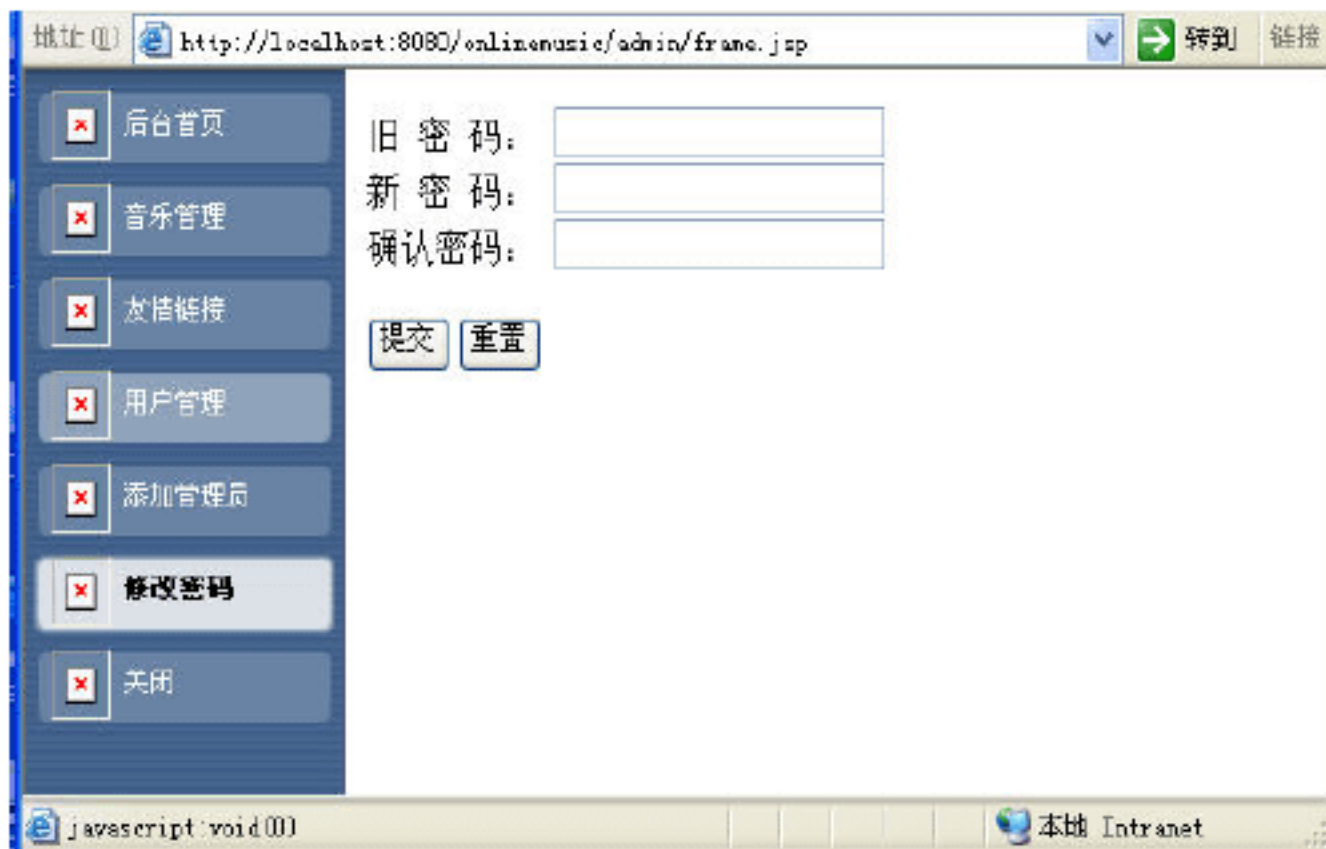 地址(D) http://localhost:8080/onlinemusic/admin/frame.jsp 转到 链接
后台首页
音乐管理
友情链接
用户管理
添加管理员
修改密码
关闭
旧 密 码：
新 密 码：
确认密码：
提交 重置
javascript:void(0) 本地 Intranet